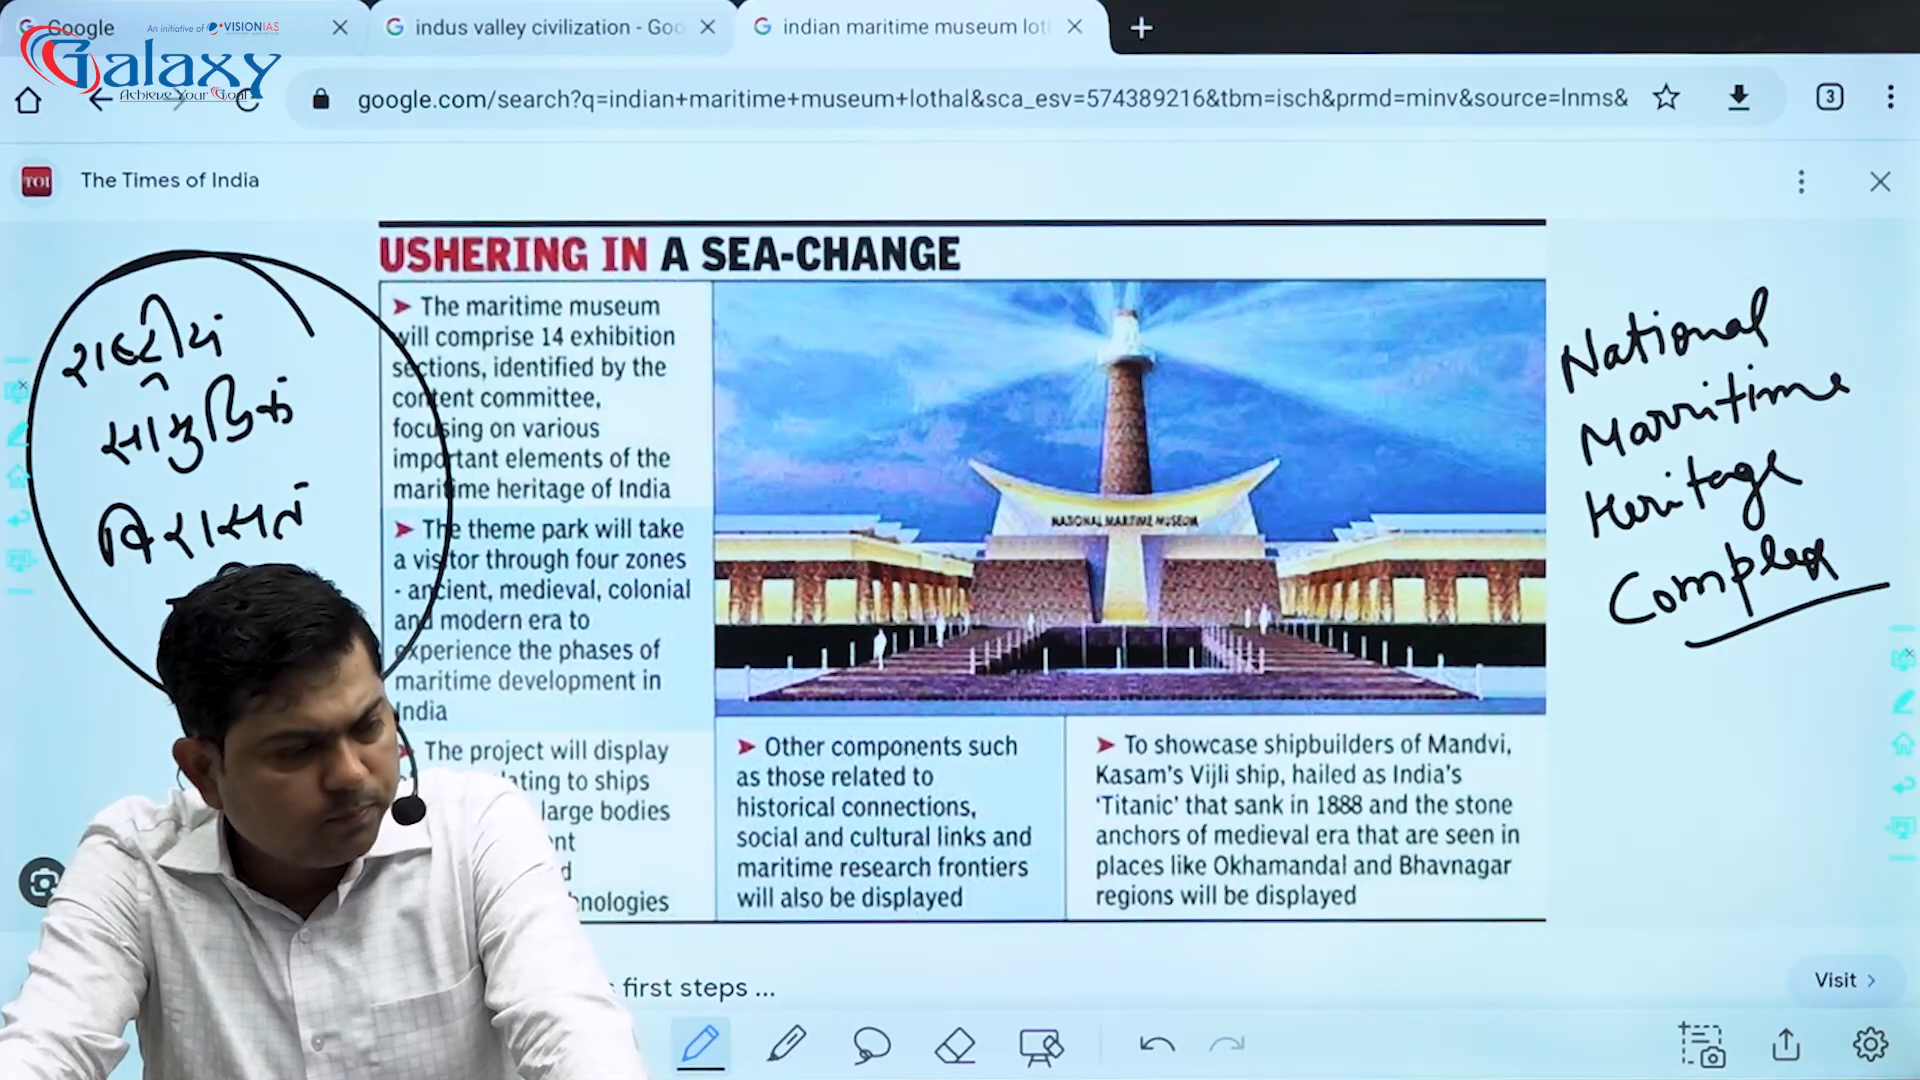 Google
indus valley civilization - Goo
indian maritime museum lot
An initiative of VISIONIAS
Galaxy
Achieve Your Goal
google.com/search?q=indian+maritime+museum+lothal&sca_esv=574389216&tbm=isch&prmd=minv&source=lnms&
3
TOI
The Times of India
USHERING IN A SEA-CHANGE
➤ The maritime museum
will comprise 14 exhibition
sections, identified by the
content committee,
focusing on various
important elements of the
maritime heritage of India
➤ The theme park will take
a visitor through four zones
- ancient, medieval, colonial
and modern era to
experience the phases of
maritime development in
India
The project will display
ating to ships
large bodies
nt
d
hnologies
NATIONAL MARITIME MUSEUM
➤ Other components such
as those related to
historical connections,
social and cultural links and
maritime research frontiers
will also be displayed
➤ To showcase shipbuilders of Mandvi,
Kasam's Vijli ship, hailed as India's
'Titanic' that sank in 1888 and the stone
anchors of medieval era that are seen in
places like Okhamandal and Bhavnagar
regions will be displayed
રાષ્ટ્રીય
સામુદ્રિક
વિરાસત
National
Marritime
Heritage
Complex
first steps ...
Visit